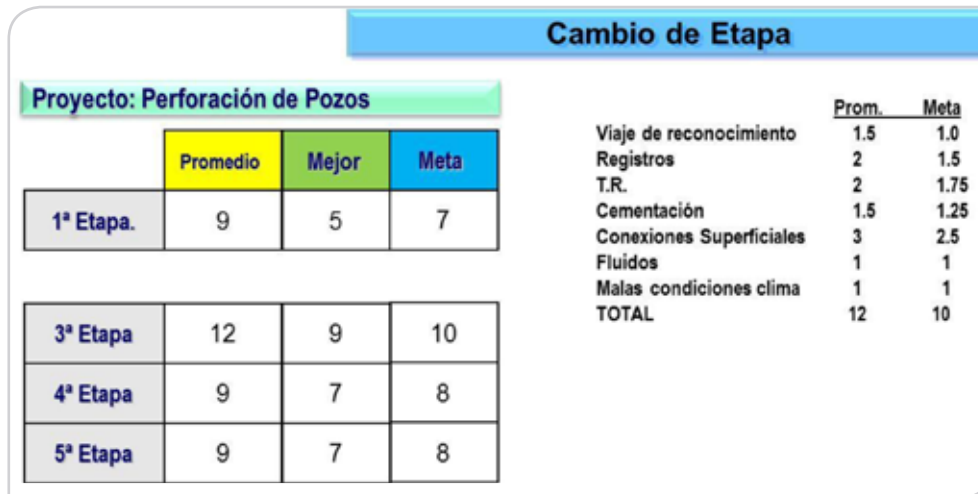 Cambio de Etapa
Proyecto: Perforación de Pozos
Promedio Mejor Meta
1ª Etapa. 9 5 7
3ª Etapa 12 9 10
4ª Etapa 9 7 8
5ª Etapa 9 7 8
Prom. Meta
Viaje de reconocimiento 1.5 1.0
Registros 2 1.5
T.R. 2 1.75
Cementación 1.5 1.25
Conexiones Superficiales 3 2.5
Fluidos 1 1
Malas condiciones clima 1 1
TOTAL 12 10